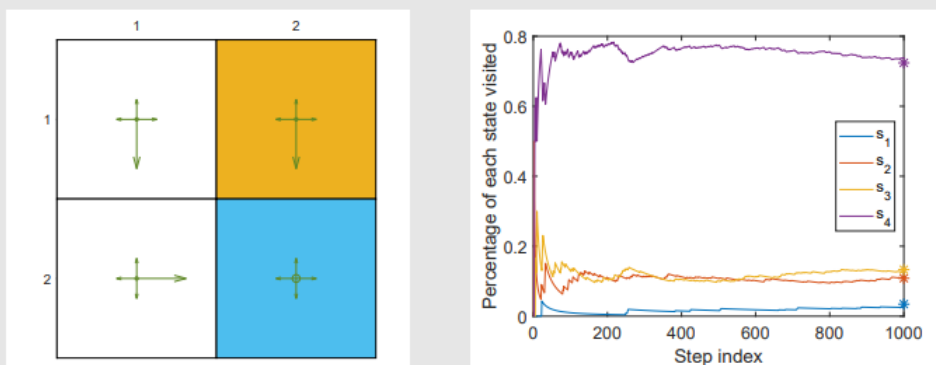 1 2
1
2
Percentage of each state visited
0.8
0.6
0.4
0.2
0
s1
s2
s3
s4
0 200 400 600 800 1000
Step index